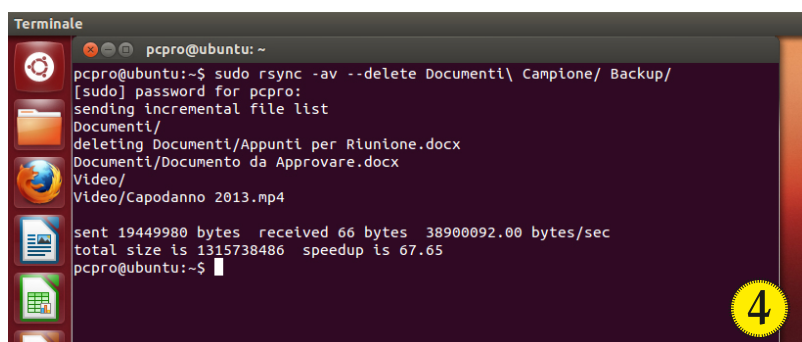 Terminale
pcpro@ubuntu: ~
pcpro@ubuntu:~$ sudo rsync -av --delete Documenti\ Campione/ Backup/
[sudo] password for pcpro:
sending incremental file list
Documenti/
deleting Documenti/Appunti per Riunione.docx
Documenti/Documento da Approvare.docx
Video/
Video/Capodanno 2013.mp4

sent 19449980 bytes  received 66 bytes  38900092.00 bytes/sec
total size is 1315738486  speedup is 67.65
pcpro@ubuntu:~$
4